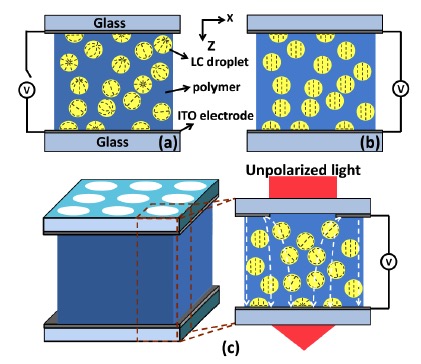 Glass
x
Z
LC droplet
polymer
ITO electrode
V
Glass
(a)
V
(b)
Unpolarized light
V
(c)